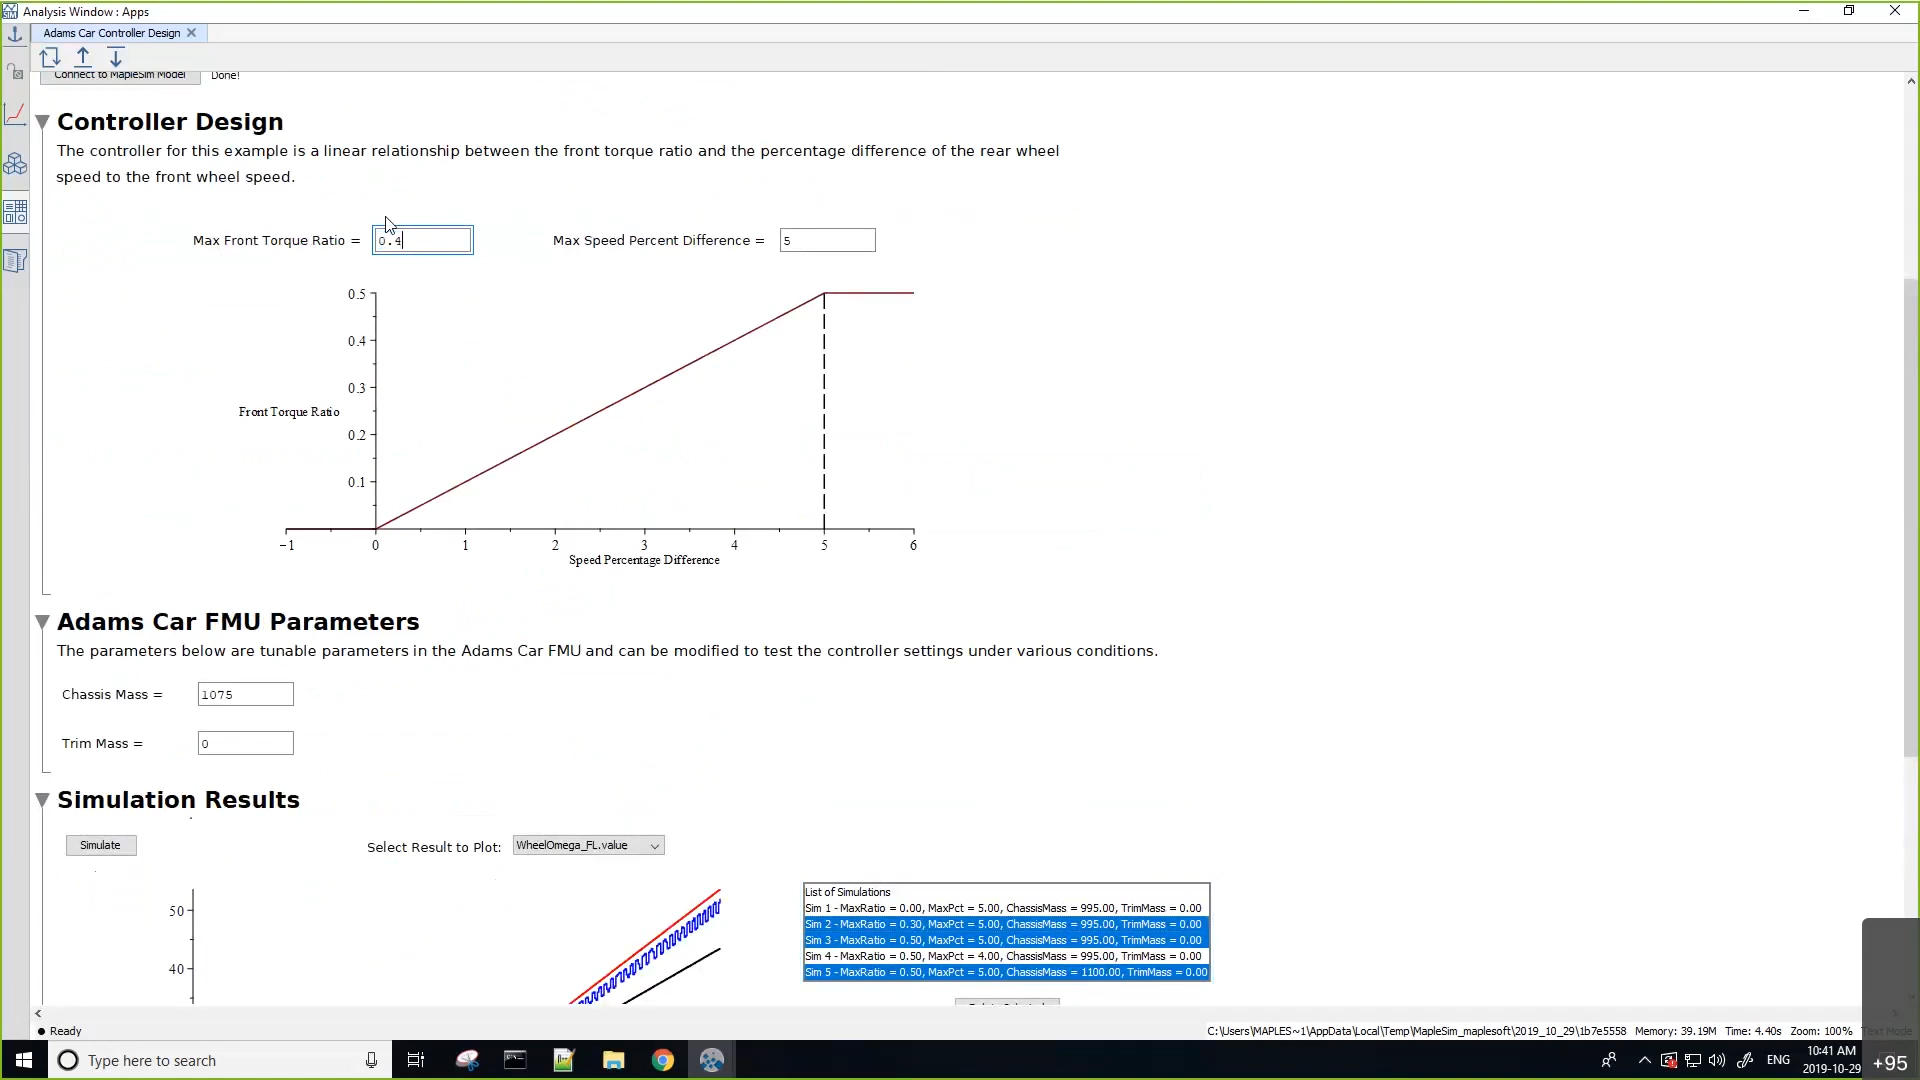 Analysis Window : Apps
Adams Car Controller Design
Connect to MapleSim Model Done!
Controller Design
The controller for this example is a linear relationship between the front torque ratio and the percentage difference of the rear wheel
speed to the front wheel speed.
Max Front Torque Ratio = 0.4 Max Speed Percent Difference = 5
0.5
0.4
0.3
Front Torque Ratio
0.2
0.1
−1 0 1 2 3 4 5 6
Speed Percentage Difference
Adams Car FMU Parameters
The parameters below are tunable parameters in the Adams Car FMU and can be modified to test the controller settings under various conditions.
Chassis Mass = 1075
Trim Mass = 0
Simulation Results
Simulate Select Result to Plot: WheelOmega_FL.value
50
40
List of Simulations
Sim 1 - MaxRatio = 0.00, MaxPct = 5.00, ChassisMass = 995.00, TrimMass = 0.00
Sim 2 - MaxRatio = 0.30, MaxPct = 5.00, ChassisMass = 995.00, TrimMass = 0.00
Sim 3 - MaxRatio = 0.50, MaxPct = 5.00, ChassisMass = 995.00, TrimMass = 0.00
Sim 4 - MaxRatio = 0.50, MaxPct = 4.00, ChassisMass = 995.00, TrimMass = 0.00
Sim 5 - MaxRatio = 0.50, MaxPct = 5.00, ChassisMass = 1100.00, TrimMass = 0.00
Ready C:\Users\MAPLES~1\AppData\Local\Temp\MapleSim_maplesoft\2019_10_29\1b7e5558 Memory: 39.19M Time: 4.40s Zoom: 100% Text Mode
Type here to search ENG 10:41 AM
2019-10-29
+95